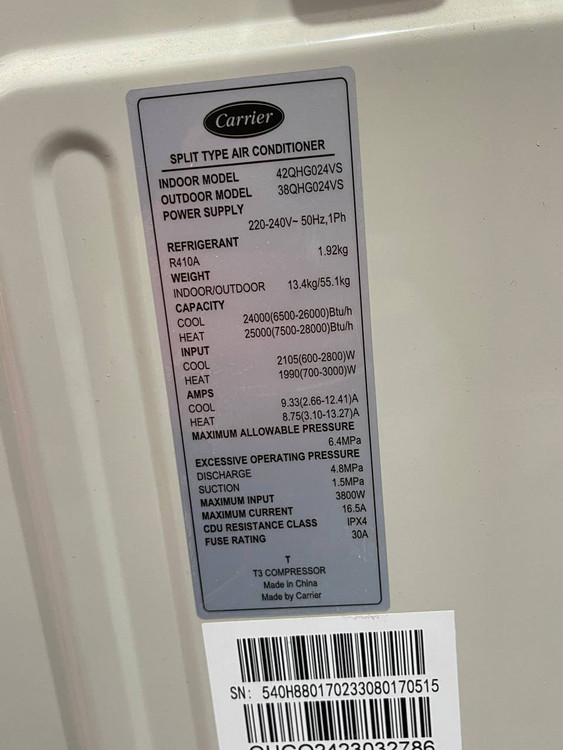 Carrier
SPLIT TYPE AIR CONDITIONER
INDOOR MODEL 42QHG024VS
OUTDOOR MODEL 38QHG024VS
POWER SUPPLY
220-240V~ 50Hz,1Ph
REFRIGERANT
R410A 1.92kg
WEIGHT
INDOOR/OUTDOOR 13.4kg/55.1kg
CAPACITY
COOL 24000(6500-26000)Btu/h
HEAT 25000(7500-28000)Btu/h
INPUT
COOL 2105(600-2800)W
HEAT 1990(700-3000)W
AMPS
COOL 9.33(2.66-12.41)A
HEAT 8.75(3.10-13.27)A
MAXIMUM ALLOWABLE PRESSURE
6.4MPa
EXCESSIVE OPERATING PRESSURE
DISCHARGE 4.8MPa
SUCTION 1.5MPa
MAXIMUM INPUT 3800W
MAXIMUM CURRENT 16.5A
CDU RESISTANCE CLASS IPX4
FUSE RATING 30A
T
T3 COMPRESSOR
Made in China
Made by Carrier
SN: 540H880170233080170515